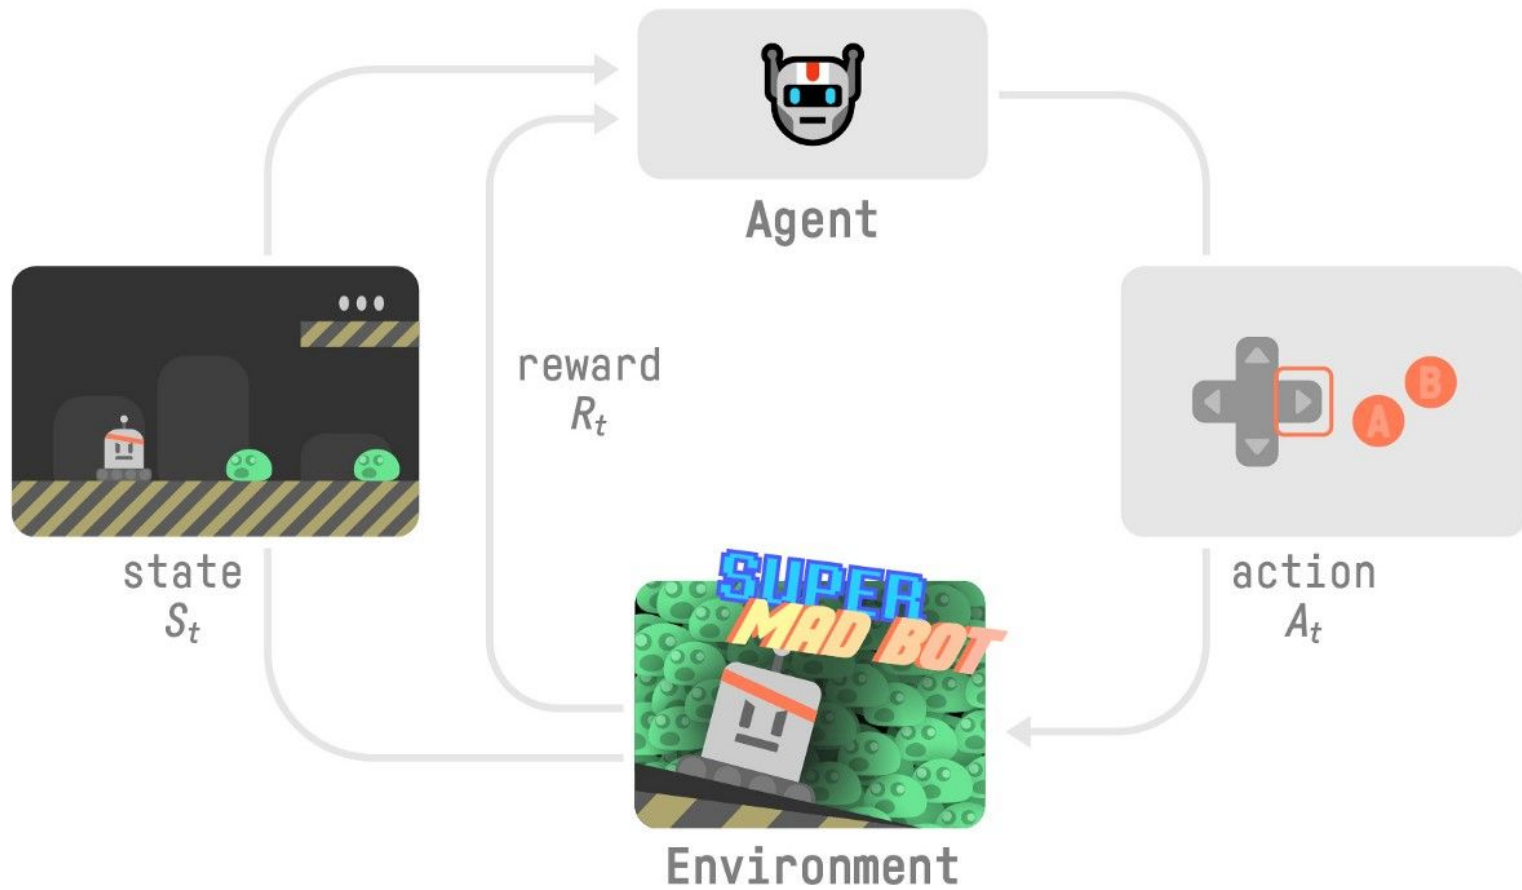 Agent
reward
Rt
B
A
state
St
action
At
SUPER
MAD BOT
Environment